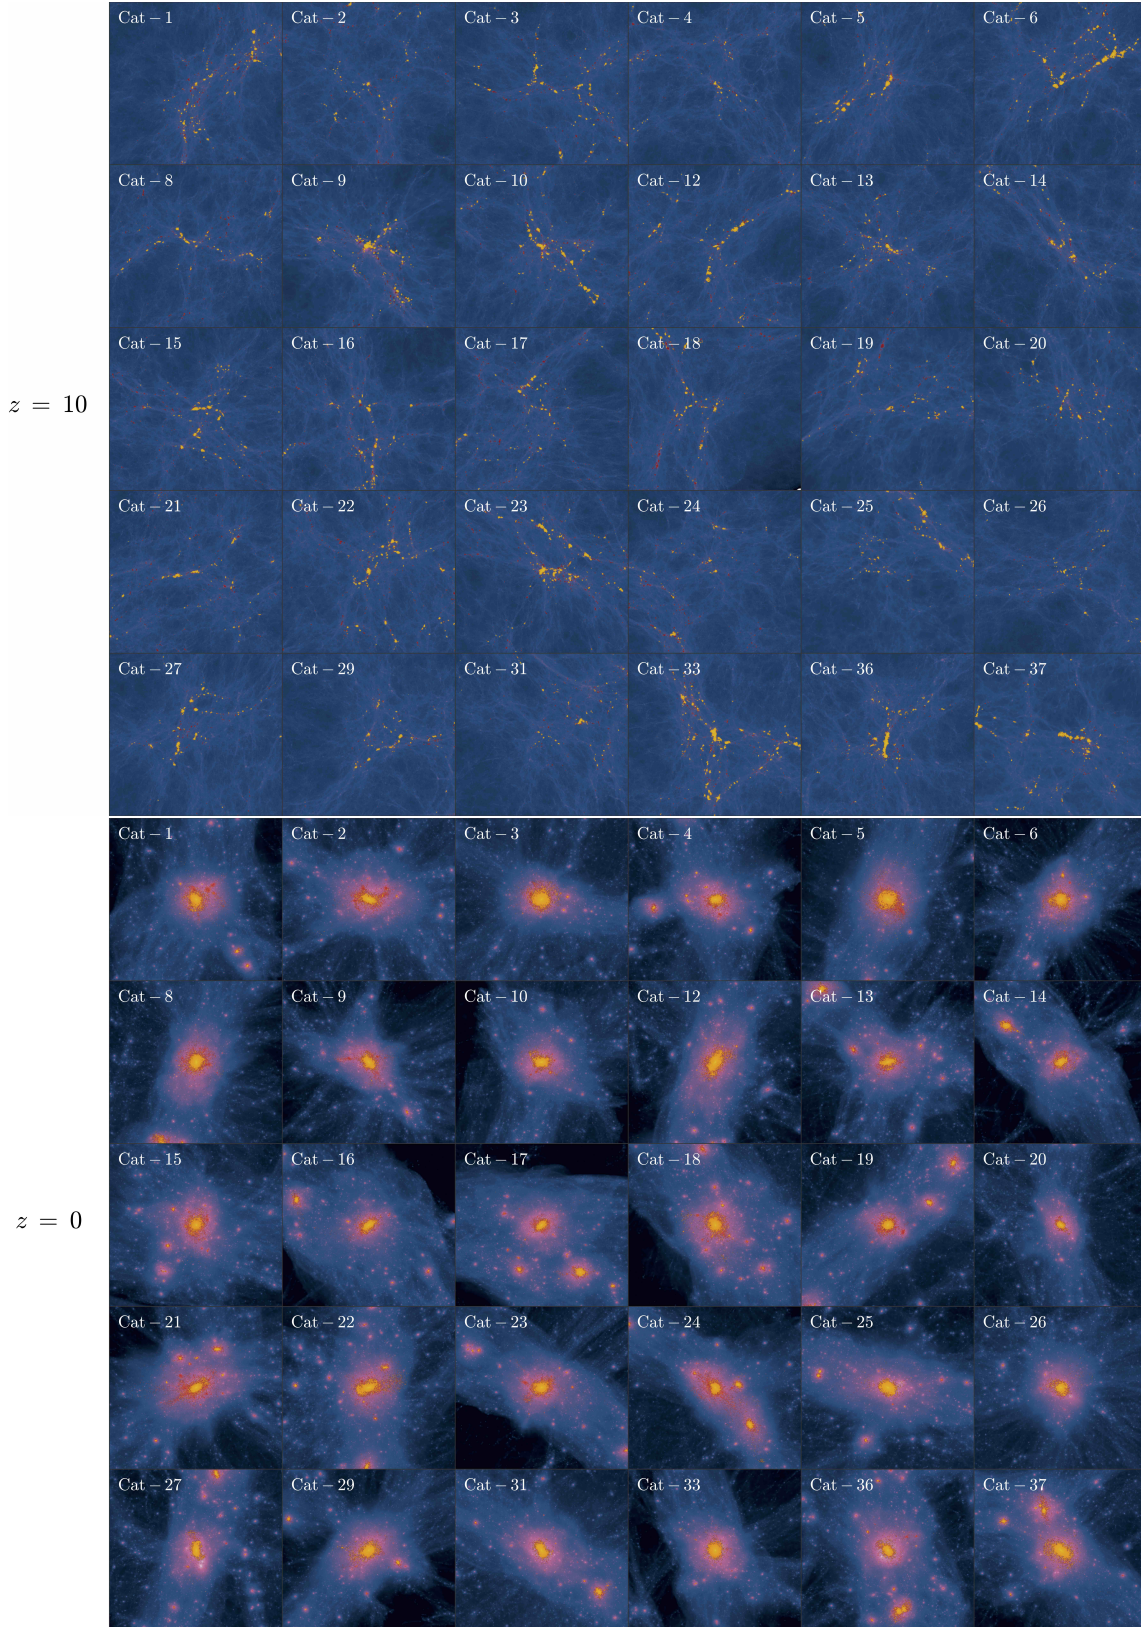 Cat – 1 Cat – 2 Cat – 3 Cat – 4 Cat – 5 Cat – 6
Cat – 8 Cat – 9 Cat – 10 Cat – 12 Cat – 13 Cat – 14
Cat – 15 Cat – 16 Cat – 17 Cat – 18 Cat – 19 Cat – 20
z = 10
Cat – 21 Cat – 22 Cat – 23 Cat – 24 Cat – 25 Cat – 26
Cat – 27 Cat – 29 Cat – 31 Cat – 33 Cat – 36 Cat – 37
Cat – 1 Cat – 2 Cat – 3 Cat – 4 Cat – 5 Cat – 6
Cat – 8 Cat – 9 Cat – 10 Cat – 12 Cat – 13 Cat – 14
Cat – 15 Cat – 16 Cat – 17 Cat – 18 Cat – 19 Cat – 20
z = 0
Cat – 21 Cat – 22 Cat – 23 Cat – 24 Cat – 25 Cat – 26
Cat – 27 Cat – 29 Cat – 31 Cat – 33 Cat – 36 Cat – 37